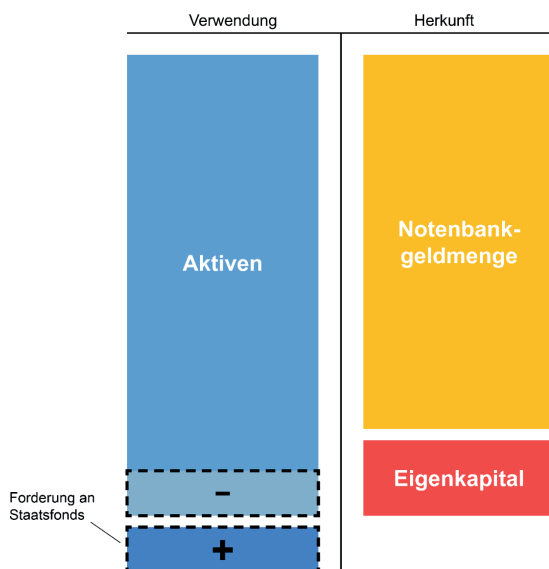 Verwendung
Herkunft
Aktiven
Notenbank-
geldmenge
-
Eigenkapital
Forderung an
Staatsfonds
+